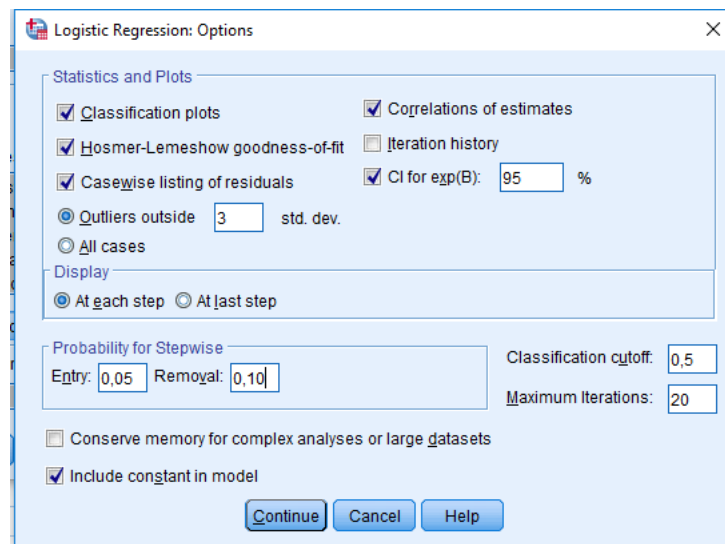 Logistic Regression: Options
Statistics and Plots
Classification plots
Correlations of estimates
Hosmer-Lemeshow goodness-of-fit
Iteration history
Casewise listing of residuals
CI for exp(B): 95 %
Outliers outside 3 std. dev.
All cases
Display
At each step At last step
Probability for Stepwise
Entry: 0,05 Removal: 0,10
Classification cutoff: 0,5
Maximum Iterations: 20
Conserve memory for complex analyses or large datasets
Include constant in model
Continue Cancel Help